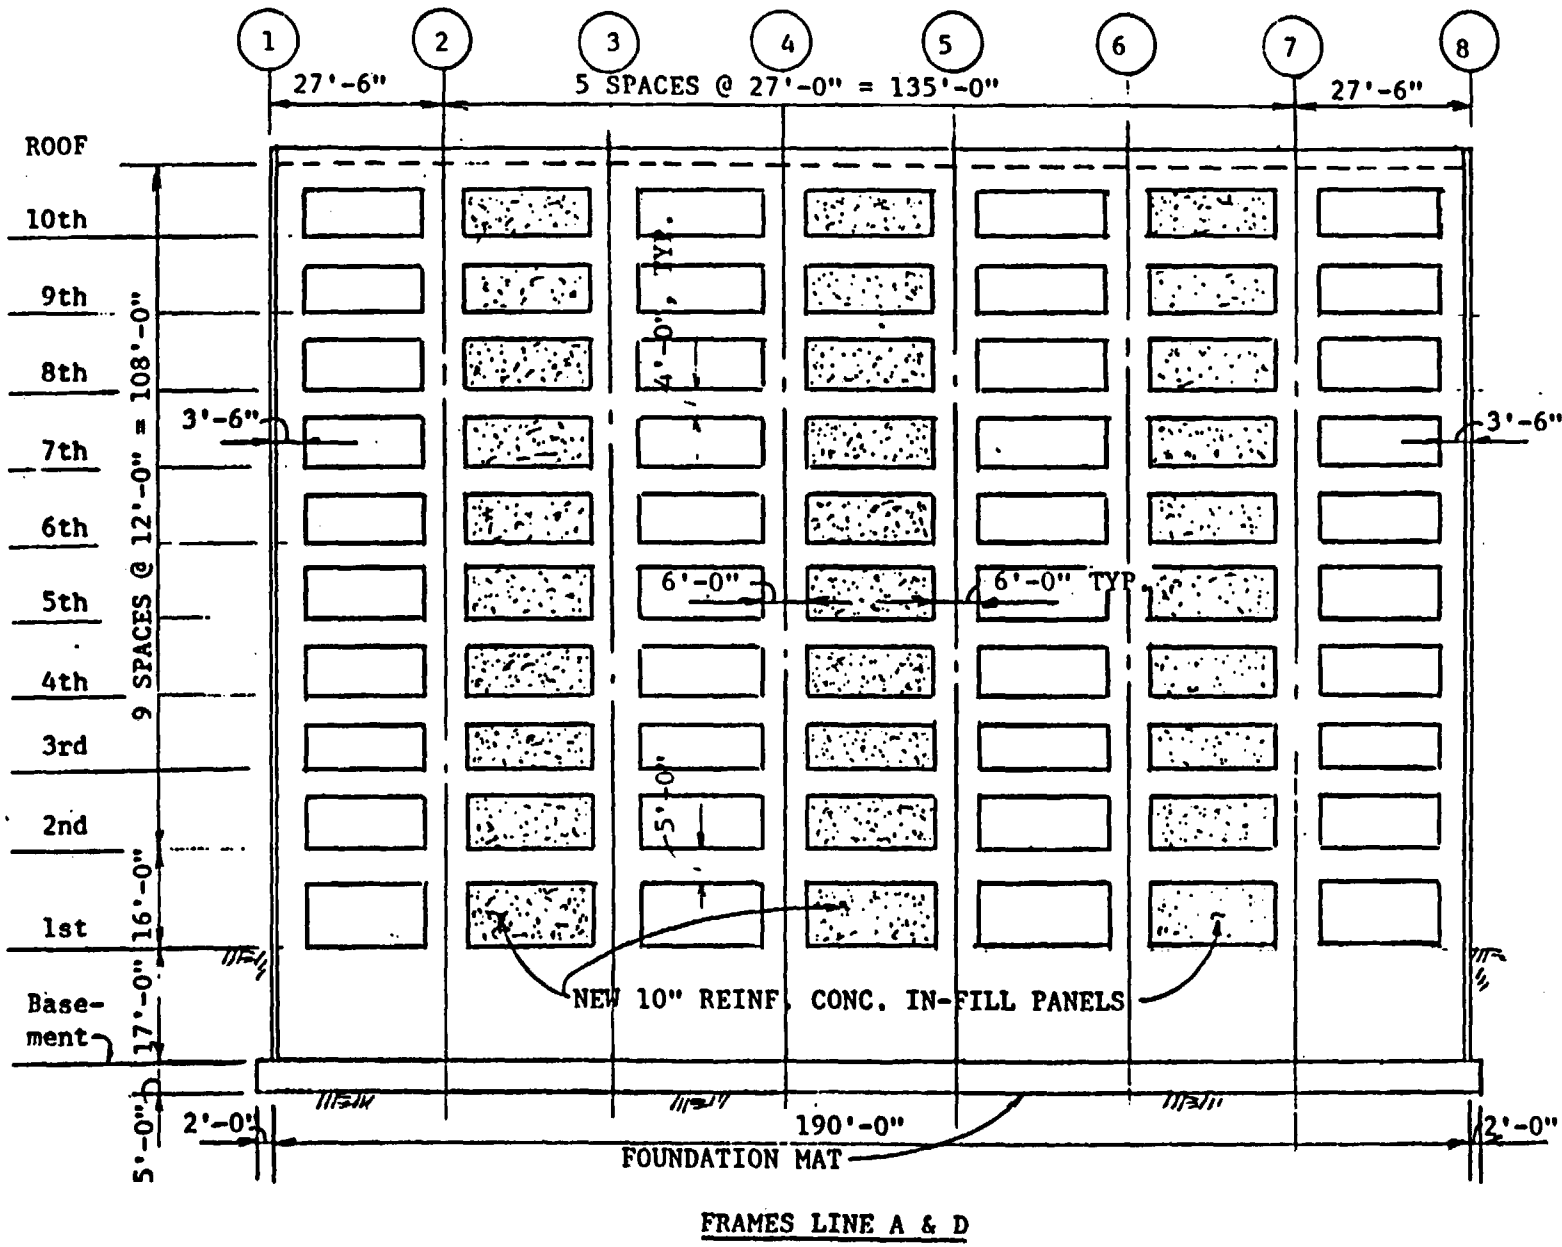 1 2 3 4 5 6 7 8
27'-6" 5 SPACES @ 27'-0" = 135'-0" 27'-6"
ROOF
10th
9th
8th
7th
6th
5th
4th
3rd
2nd
1st
Base-
ment
9 SPACES @ 12'-0" = 108'-0"
16'-0"
17'-0"
5'-0"
4'-0", TYP.
3'-6"
3'-6"
6'-0"
6'-0" TYP.
5'-0"
NEW 10" REINF. CONC. IN-FILL PANELS
2'-0"
190'-0"
2'-0"
FOUNDATION MAT
FRAMES LINE A & D